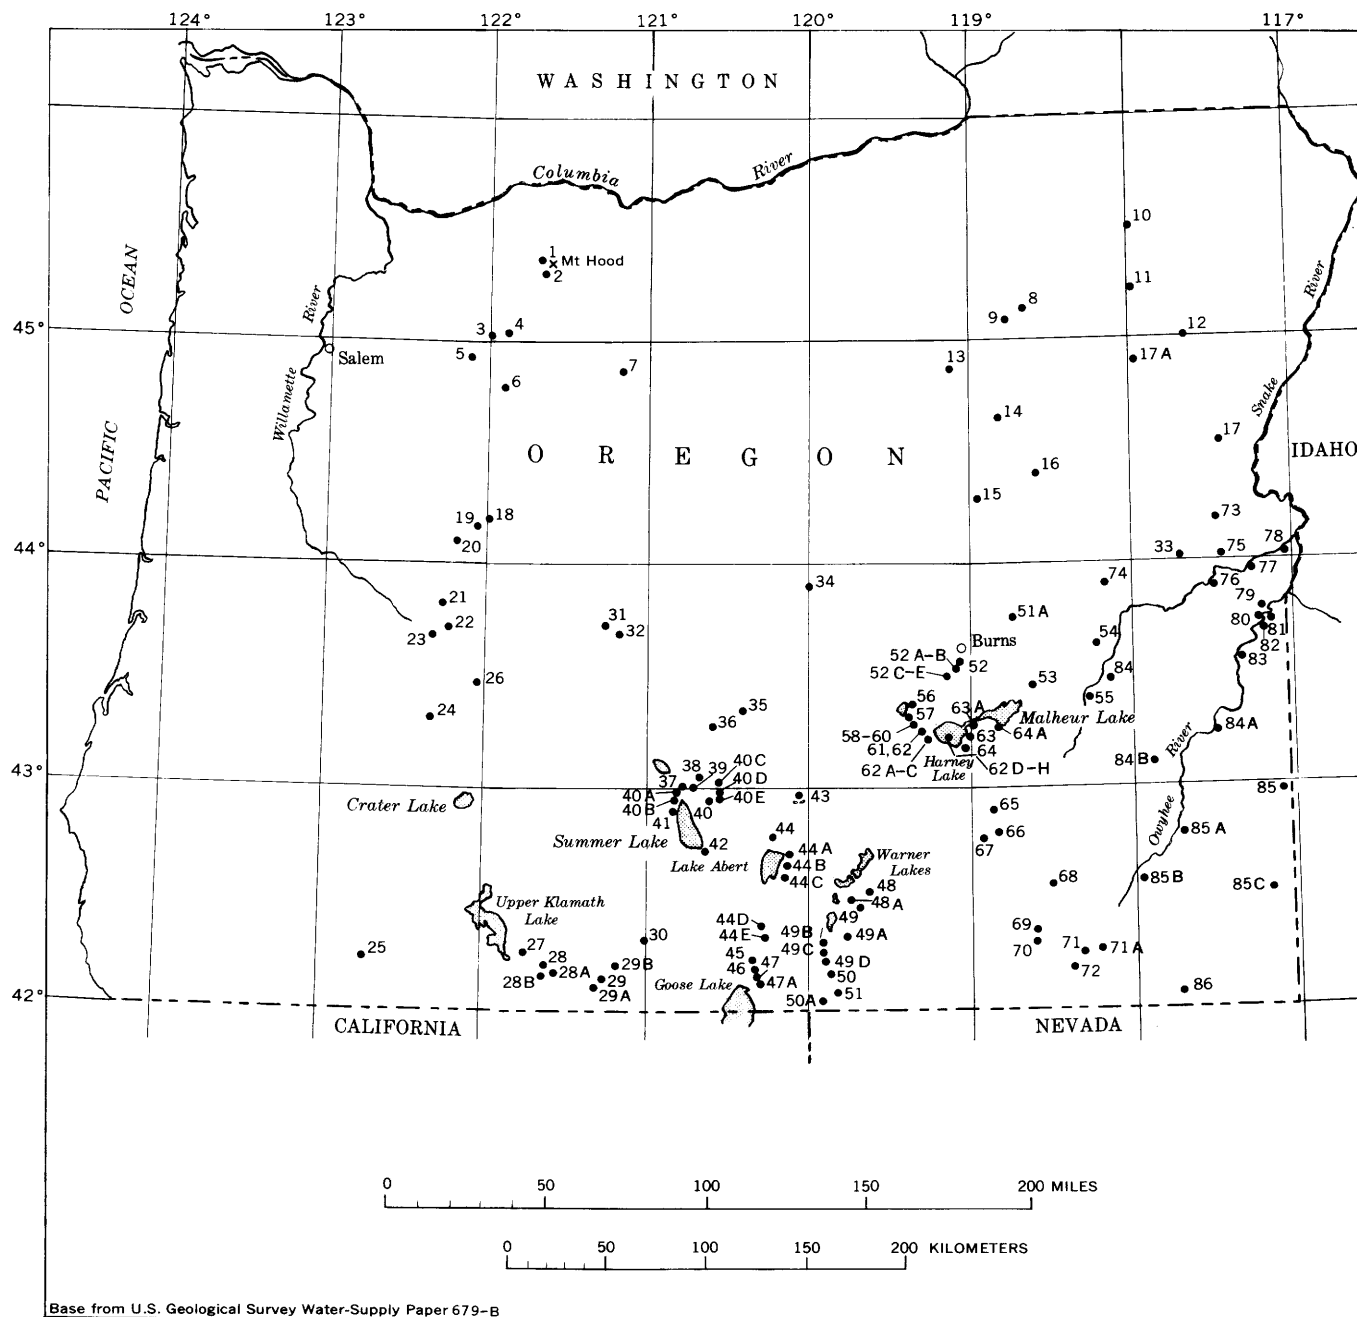 124° 123° 122° 121° 120° 119° 117°
WASHINGTON
Columbia River
10
1
Mt Hood
2
OCEAN
River
11
River
8
9
45°
3 4
12
5
Salem
7
13
17 A
6
Willamette
14
Snake
17
PACIFIC
OREGON
IDAHO
16
15
19 18
73
20
44°
33 75 78
34
74
76 77
21
79
31
51 A
22
80 81
23
32
54
Burns
82
52 A-B 52
83
52 C-E
84
26
53
55
56
63 A
24
35
57
Malheur Lake
36
58-60
63 64 A
84 A
61, 62
64
River
Harney Lake
84 B
62 A-C
62 D-H
43°
38 39 40 C
37
40 D
85
Crater Lake
40 A
40 E
43
40 B
40
65
41
66
Owyhee
85 A
Summer Lake
44
67
42
44 A
Warner Lakes
Lake Abert
44 B
44 C
68
85 B
85 C
48
48 A
Upper Klamath Lake
44 D
49
69
49 B
44 E
49 A
30
70
71 71 A
25
27
49 C
45
28
29 B
47
49 D
72
46
28 B 28 A
29
50
Goose Lake
47 A
86
29 A
51
42°
50 A
CALIFORNIA
NEVADA
0 50 100 150 200 MILES
0 50 100 150 200 KILOMETERS
Base from U.S. Geological Survey Water-Supply Paper 679-B